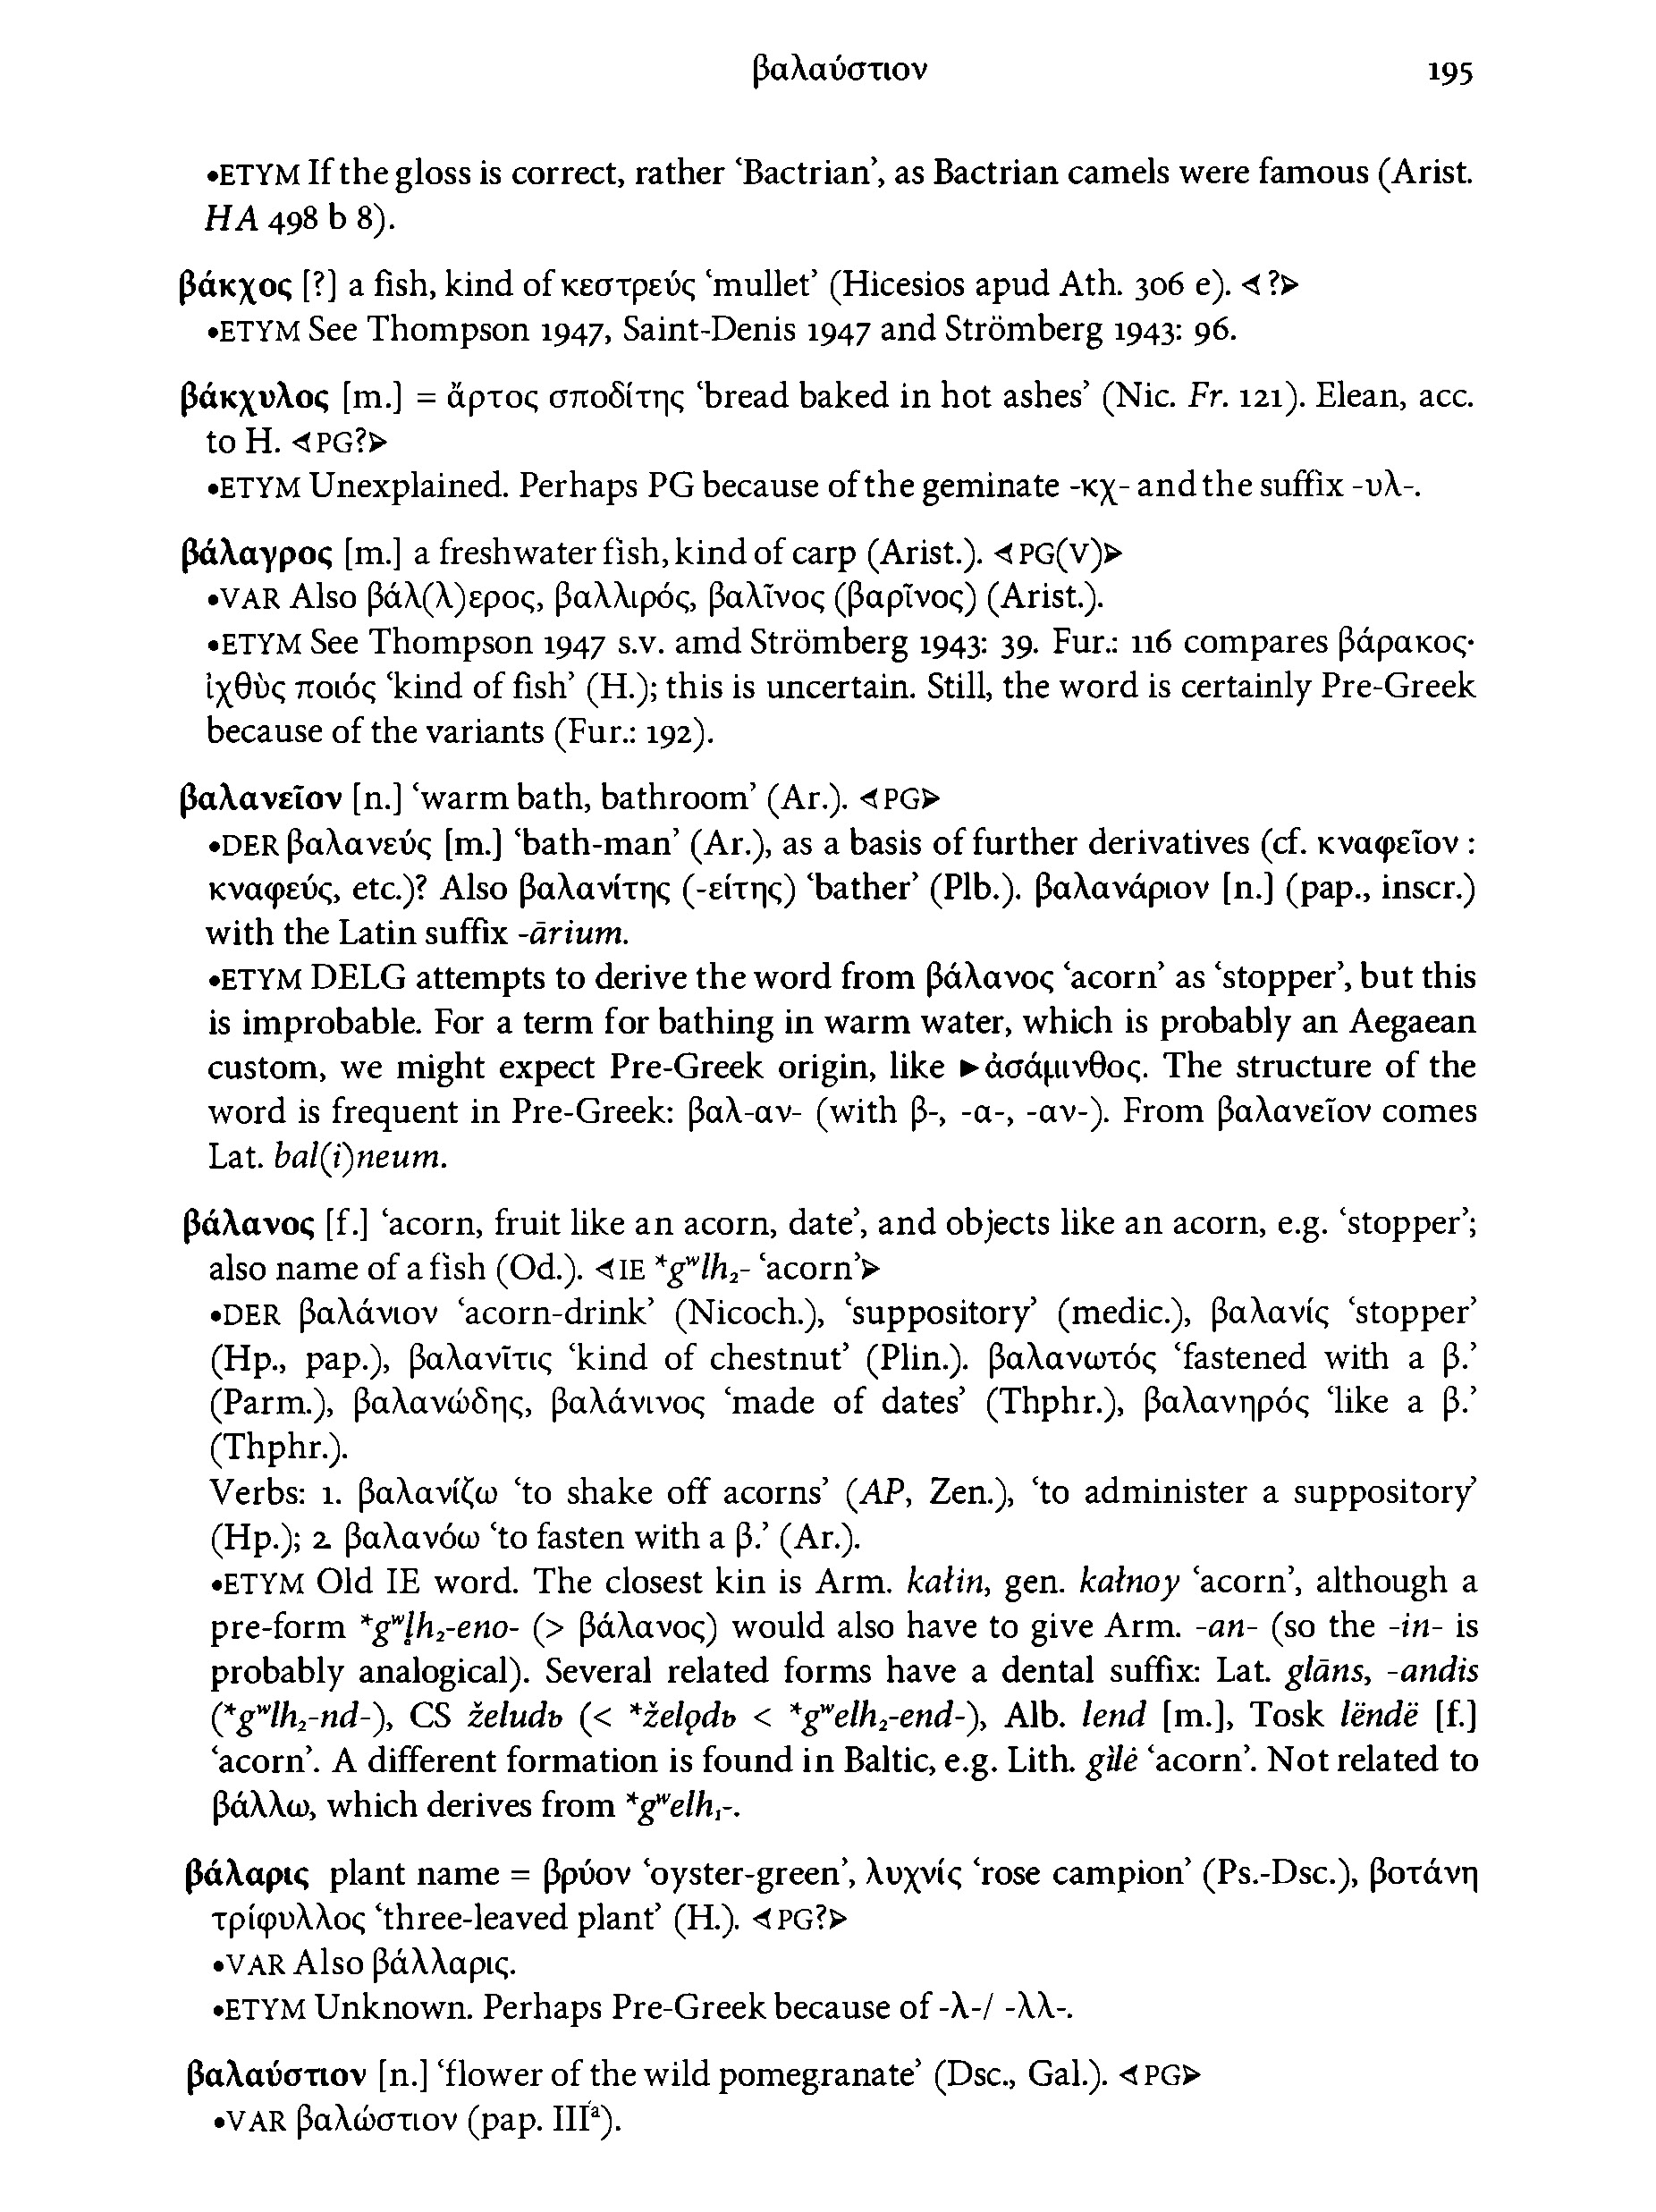 βαλαύστιον 195
•ETYM If the gloss is correct, rather ‘Bactrian’, as Bactrian camels were famous (Arist.
HA 498 b 8).
βάκχος [?] a fish, kind of κεστρεύς ‘mullet’ (Hicesios apud Ath. 306 e). ⊲?⊳
•ETYM See Thompson 1947, Saint-Denis 1947 and Strömberg 1943: 96.
βάκχυλος [m.] = ἄρτος σποδίτης ‘bread baked in hot ashes’ (Nic. Fr. 121). Elean, acc.
to H. ⊲PG?⊳
•ETYM Unexplained. Perhaps PG because of the geminate -κχ- and the suffix -υλ-.
βάλαγρος [m.] a freshwater fish, kind of carp (Arist.). ⊲PG(V)⊳
•VAR Also βάλ(λ)ερος, βαλλιρός, βαλῖνος (βαρῖνος) (Arist.).
•ETYM See Thompson 1947 s.v. amd Strömberg 1943: 39. Fur.: 116 compares βάρακος·
ἰχθὺς ποιός ‘kind of fish’ (H.); this is uncertain. Still, the word is certainly Pre-Greek
because of the variants (Fur.: 192).
βαλανεῖον [n.] ‘warm bath, bathroom’ (Ar.). ⊲PG⊳
•DER βαλανεύς [m.] ‘bath-man’ (Ar.), as a basis of further derivatives (cf. κναφεῖον :
κναφεύς, etc.)? Also βαλανίτης (-είτης) ‘bather’ (Plb.). βαλανάριον [n.] (pap., inscr.)
with the Latin suffix -ārium.
•ETYM DELG attempts to derive the word from βάλανος ‘acorn’ as ‘stopper’, but this
is improbable. For a term for bathing in warm water, which is probably an Aegaean
custom, we might expect Pre-Greek origin, like ►ἀσάμινθος. The structure of the
word is frequent in Pre-Greek: βαλ-αν- (with β-, -α-, -αν-). From βαλανεῖον comes
Lat. bal(i)neum.
βάλανος [f.] ‘acorn, fruit like an acorn, date’, and objects like an acorn, e.g. ‘stopper’;
also name of a fish (Od.). ⊲IE *gʷlh₂- ‘acorn’⊳
•DER βαλάνιον ‘acorn-drink’ (Nicoch.), ‘suppository’ (medic.), βαλανίς ‘stopper’
(Hp., pap.), βαλανῖτις ‘kind of chestnut’ (Plin.). βαλανωτός ‘fastened with a β.’
(Parm.), βαλανώδης, βαλάνινος ‘made of dates’ (Thphr.), βαλανηρός ‘like a β.’
(Thphr.).
Verbs: 1. βαλανίζω ‘to shake off acorns’ (AP, Zen.), ‘to administer a suppository’
(Hp.); 2. βαλανόω ‘to fasten with a β.’ (Ar.).
•ETYM Old IE word. The closest kin is Arm. kałin, gen. kałnoy ‘acorn’, although a
pre-form *gʷl̥h₂-eno- (> βάλανος) would also have to give Arm. -an- (so the -in- is
probably analogical). Several related forms have a dental suffix: Lat. glāns, -andis
(*gʷlh₂-nd-), CS želudъ (< *želǫdъ < *gʷelh₂-end-), Alb. lend [m.], Tosk lëndë [f.]
‘acorn’. A different formation is found in Baltic, e.g. Lith. gìlė ‘acorn’. Not related to
βάλλω, which derives from *gʷelh₁-.
βάλαρις plant name = βρύον ‘oyster-green’, λυχνίς ‘rose campion’ (Ps.-Dsc.), βοτάνη
τρίφυλλος ‘three-leaved plant’ (H.). ⊲PG?⊳
•VAR Also βάλλαρις.
•ETYM Unknown. Perhaps Pre-Greek because of -λ-/ -λλ-.
βαλαύστιον [n.] ‘flower of the wild pomegranate’ (Dsc., Gal.). ⊲PG⊳
•VAR βαλώστιον (pap. IIIᵃ).